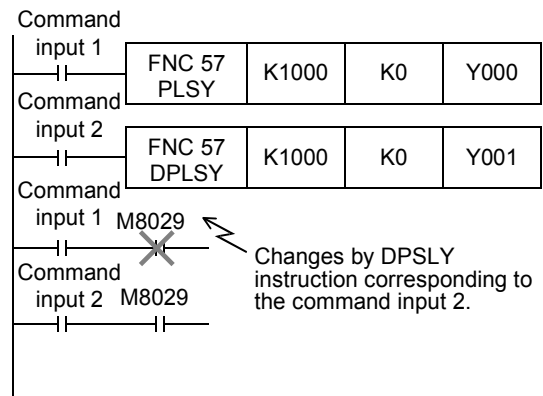 Command
input 1
FNC 57
PLSY
K1000
K0
Y000
Command
input 2
FNC 57
DPLSY
K1000
K0
Y001
Command
input 1
M8029
Changes by DPSLY
instruction corresponding to
the command input 2.
Command
input 2
M8029